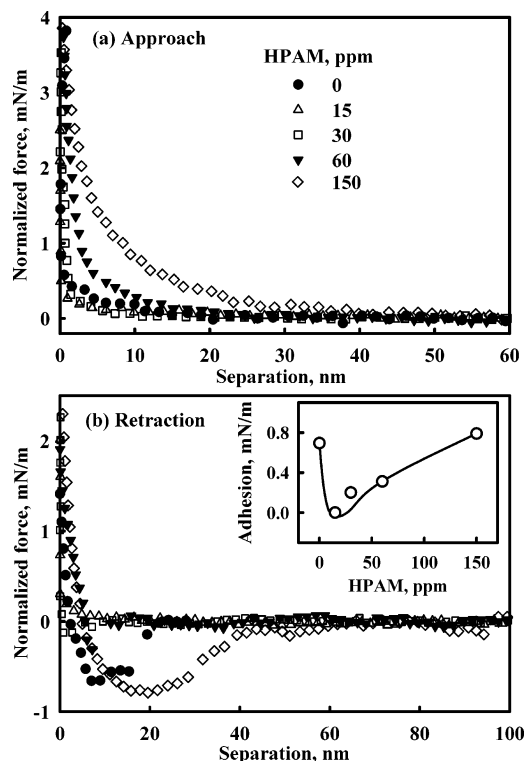 4
(a) Approach
HPAM, ppm
0
15
30
60
150
3
2
1
0
Normalized force, mN/m
0 10 20 30 40 50 60
Separation, nm
(b) Retraction
2
1
0
-1
Normalized force, mN/m
0.8
0.4
0.0
Adhesion, mN/m
0 50 100 150
HPAM, ppm
0 20 40 60 80 100
Separation, nm